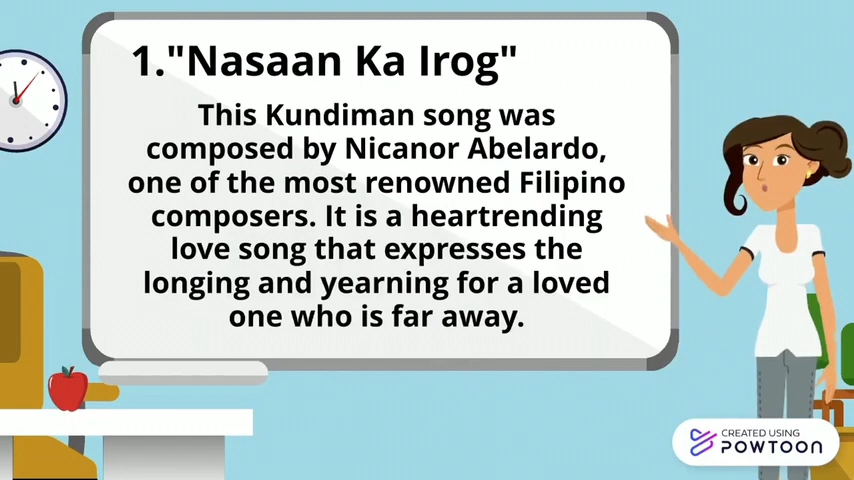 1."Nasaan Ka Irog"
This Kundiman song was
composed by Nicanor Abelardo,
one of the most renowned Filipino
composers. It is a heartrending
love song that expresses the
longing and yearning for a loved
one who is far away.
CREATED USING
POWTOON